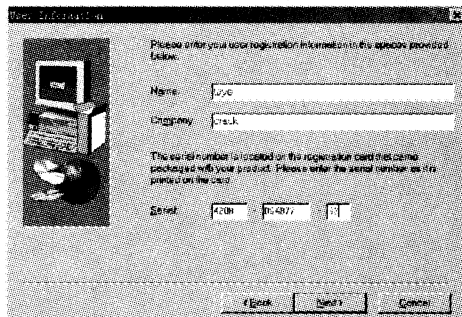 User Information
Please enter your user registration information in the spaces provided
below.
Name:
Company: crack
The serial number is located on the registration card that came
packaged with your product. Please enter the serial number as it is
printed on the card.
Serial: - -
< Back Next > Cancel